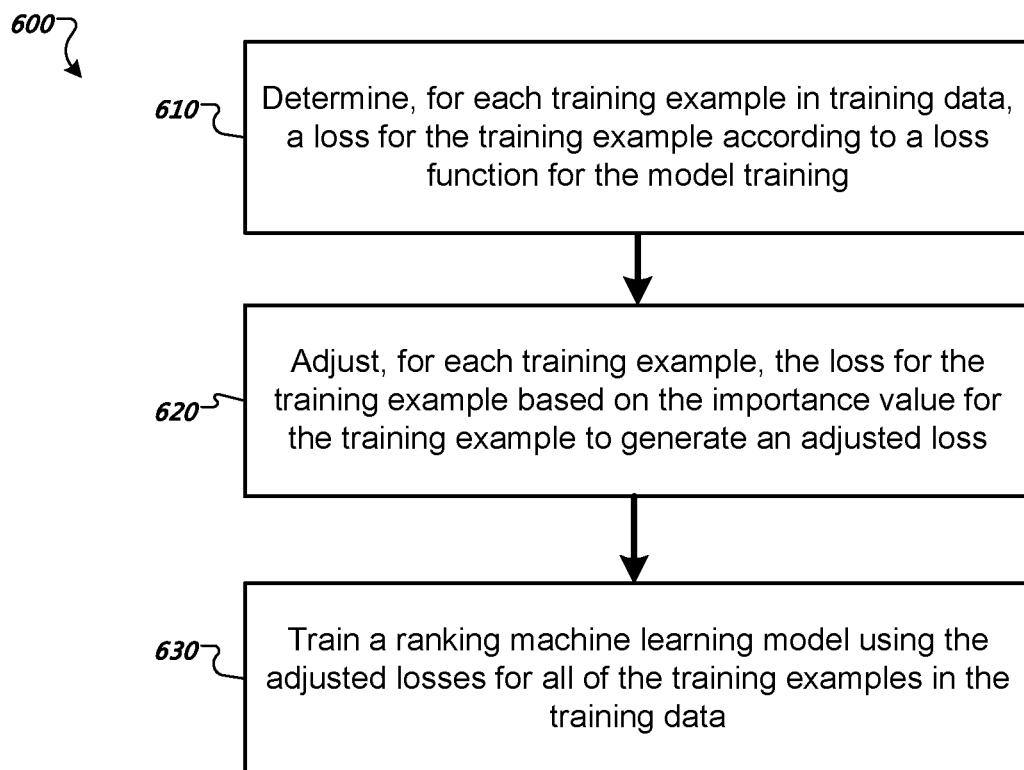 600
610
Determine, for each training example in training data,
a loss for the training example according to a loss
function for the model training
620
Adjust, for each training example, the loss for the
training example based on the importance value for
the training example to generate an adjusted loss
630
Train a ranking machine learning model using the
adjusted losses for all of the training examples in the
training data